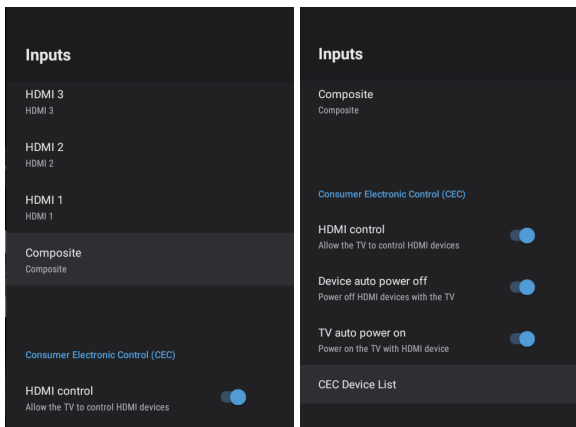 Inputs
HDMI 3
HDMI 3
HDMI 2
HDMI 2
HDMI 1
HDMI 1
Composite
Composite
Consumer Electronic Control (CEC)
HDMI control
Allow the TV to control HDMI devices
Inputs
Composite
Composite
Consumer Electronic Control (CEC)
HDMI control
Allow the TV to control HDMI devices
Device auto power off
Power off HDMI devices with the TV
TV auto power on
Power on the TV with HDMI device
CEC Device List